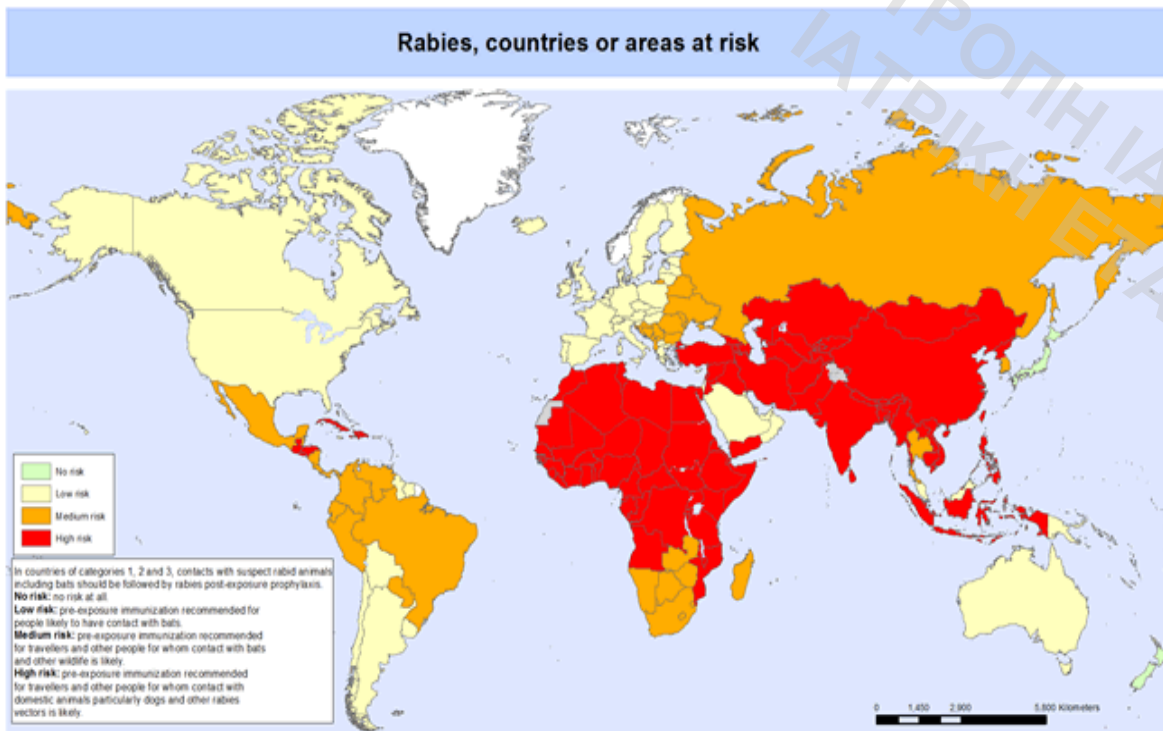 Rabies, countries or areas at risk
ΤΡΟΠΗ ΙΑ
ΙΑΤΡΙΚΗ ΕΤΑ
No risk
Low risk
Medium risk
High risk
In countries of categories 1, 2 and 3, contacts with suspect rabid animals
including bats should be followed by rabies post-exposure prophylaxis.
No risk: no risk at all.
Low risk: pre-exposure immunization recommended for
people likely to have contact with bats.
Medium risk: pre-exposure immunization recommended
for travellers and other people for whom contact with bats
and other wildlife is likely.
High risk: pre-exposure immunization recommended
for travellers and other people for whom contact with
domestic animals particularly dogs and other rabies
vectors is likely.
0 1,450 2,900 5,800 Kilometers